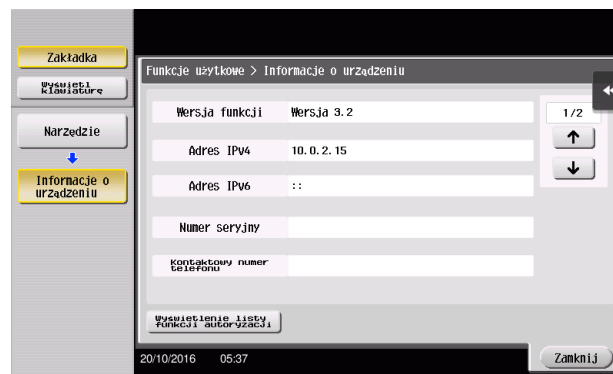 Zakładka
Wyświetl
klawiaturę
Narzędzie
Informacje o
urządzeniu
Funkcje użytkowe > Informacje o urządzeniu
Wersja funkcji Wersja 3.2
Adres IPv4 10.0.2.15
Adres IPv6 ::
Numer seryjny
Kontaktowy numer
telefonu
1/2
Wyświetlenie listy
funkcji autoryzacji
20/10/2016 05:37
Zamknij